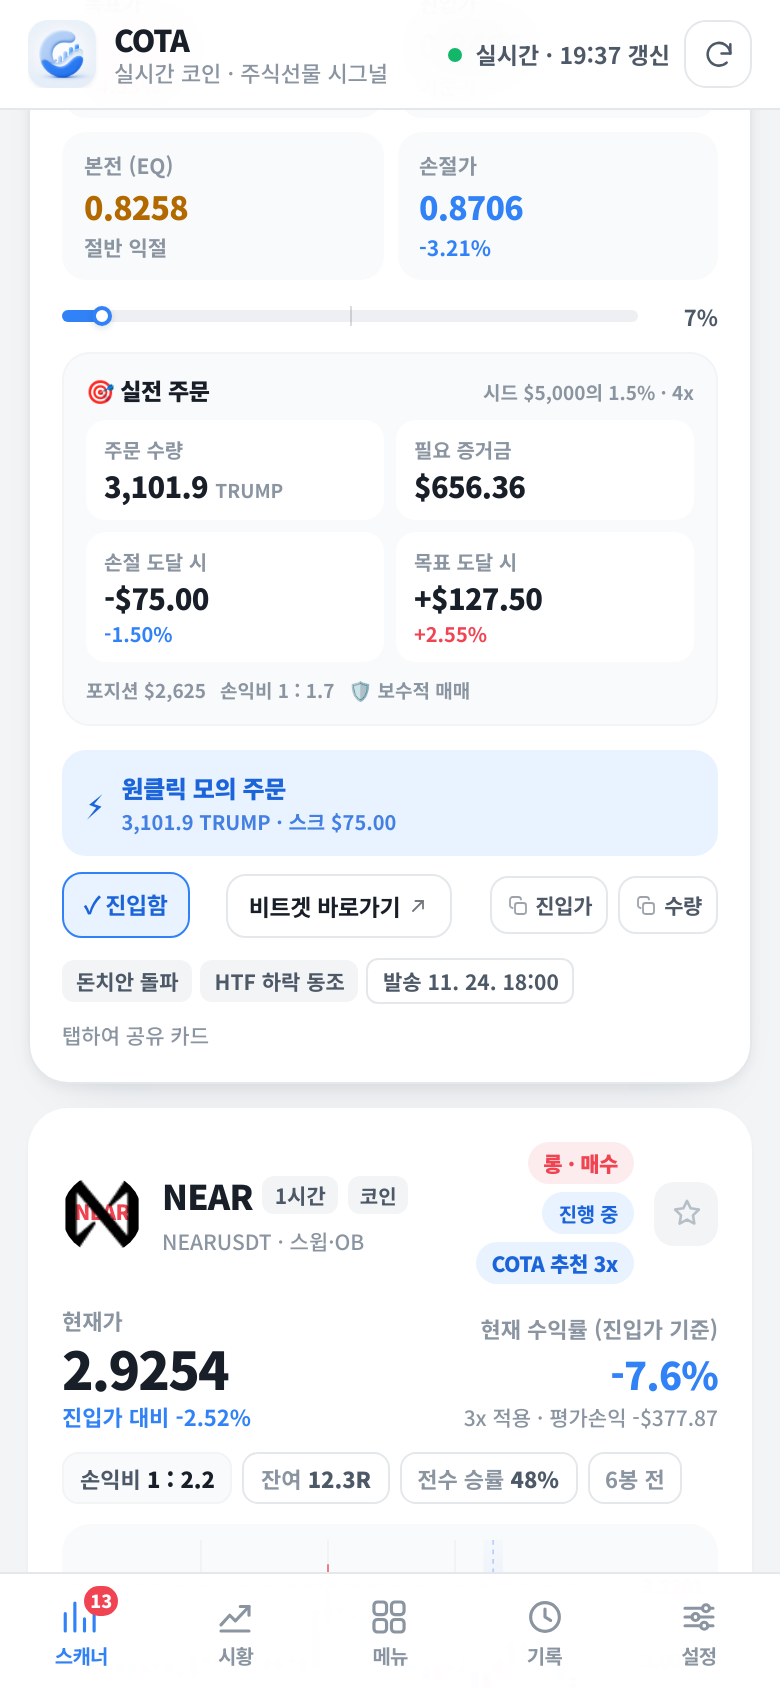 COTA
실시간 코인 · 주식선물 시그널
실시간 · 19:37 갱신
본전 (EQ)
0.8258
절반 익절
손절가
0.8706
-3.21%
7%
🎯 실전 주문
시드 $5,000의 1.5% · 4x
주문 수량
3,101.9 TRUMP
필요 증거금
$656.36
손절 도달 시
-$75.00
-1.50%
목표 도달 시
+$127.50
+2.55%
포지션 $2,625 손익비 1 : 1.7 🛡️ 보수적 매매
⚡ 원클릭 모의 주문
3,101.9 TRUMP · 스크 $75.00
✓ 진입함
비트겟 바로가기 ↗
진입가
수량
돈치안 돌파
HTF 하락 동조
발송 11. 24. 18:00
탭하여 공유 카드
NEAR
NEAR 1시간 코인
NEARUSDT · 스윕·OB
롱 · 매수
진행 중
COTA 추천 3x
현재가
2.9254
진입가 대비 -2.52%
현재 수익률 (진입가 기준)
-7.6%
3x 적용 · 평가손익 -$377.87
손익비 1 : 2.2
잔여 12.3R
전수 승률 48%
6봉 전
13
스캐너
시황
메뉴
기록
설정